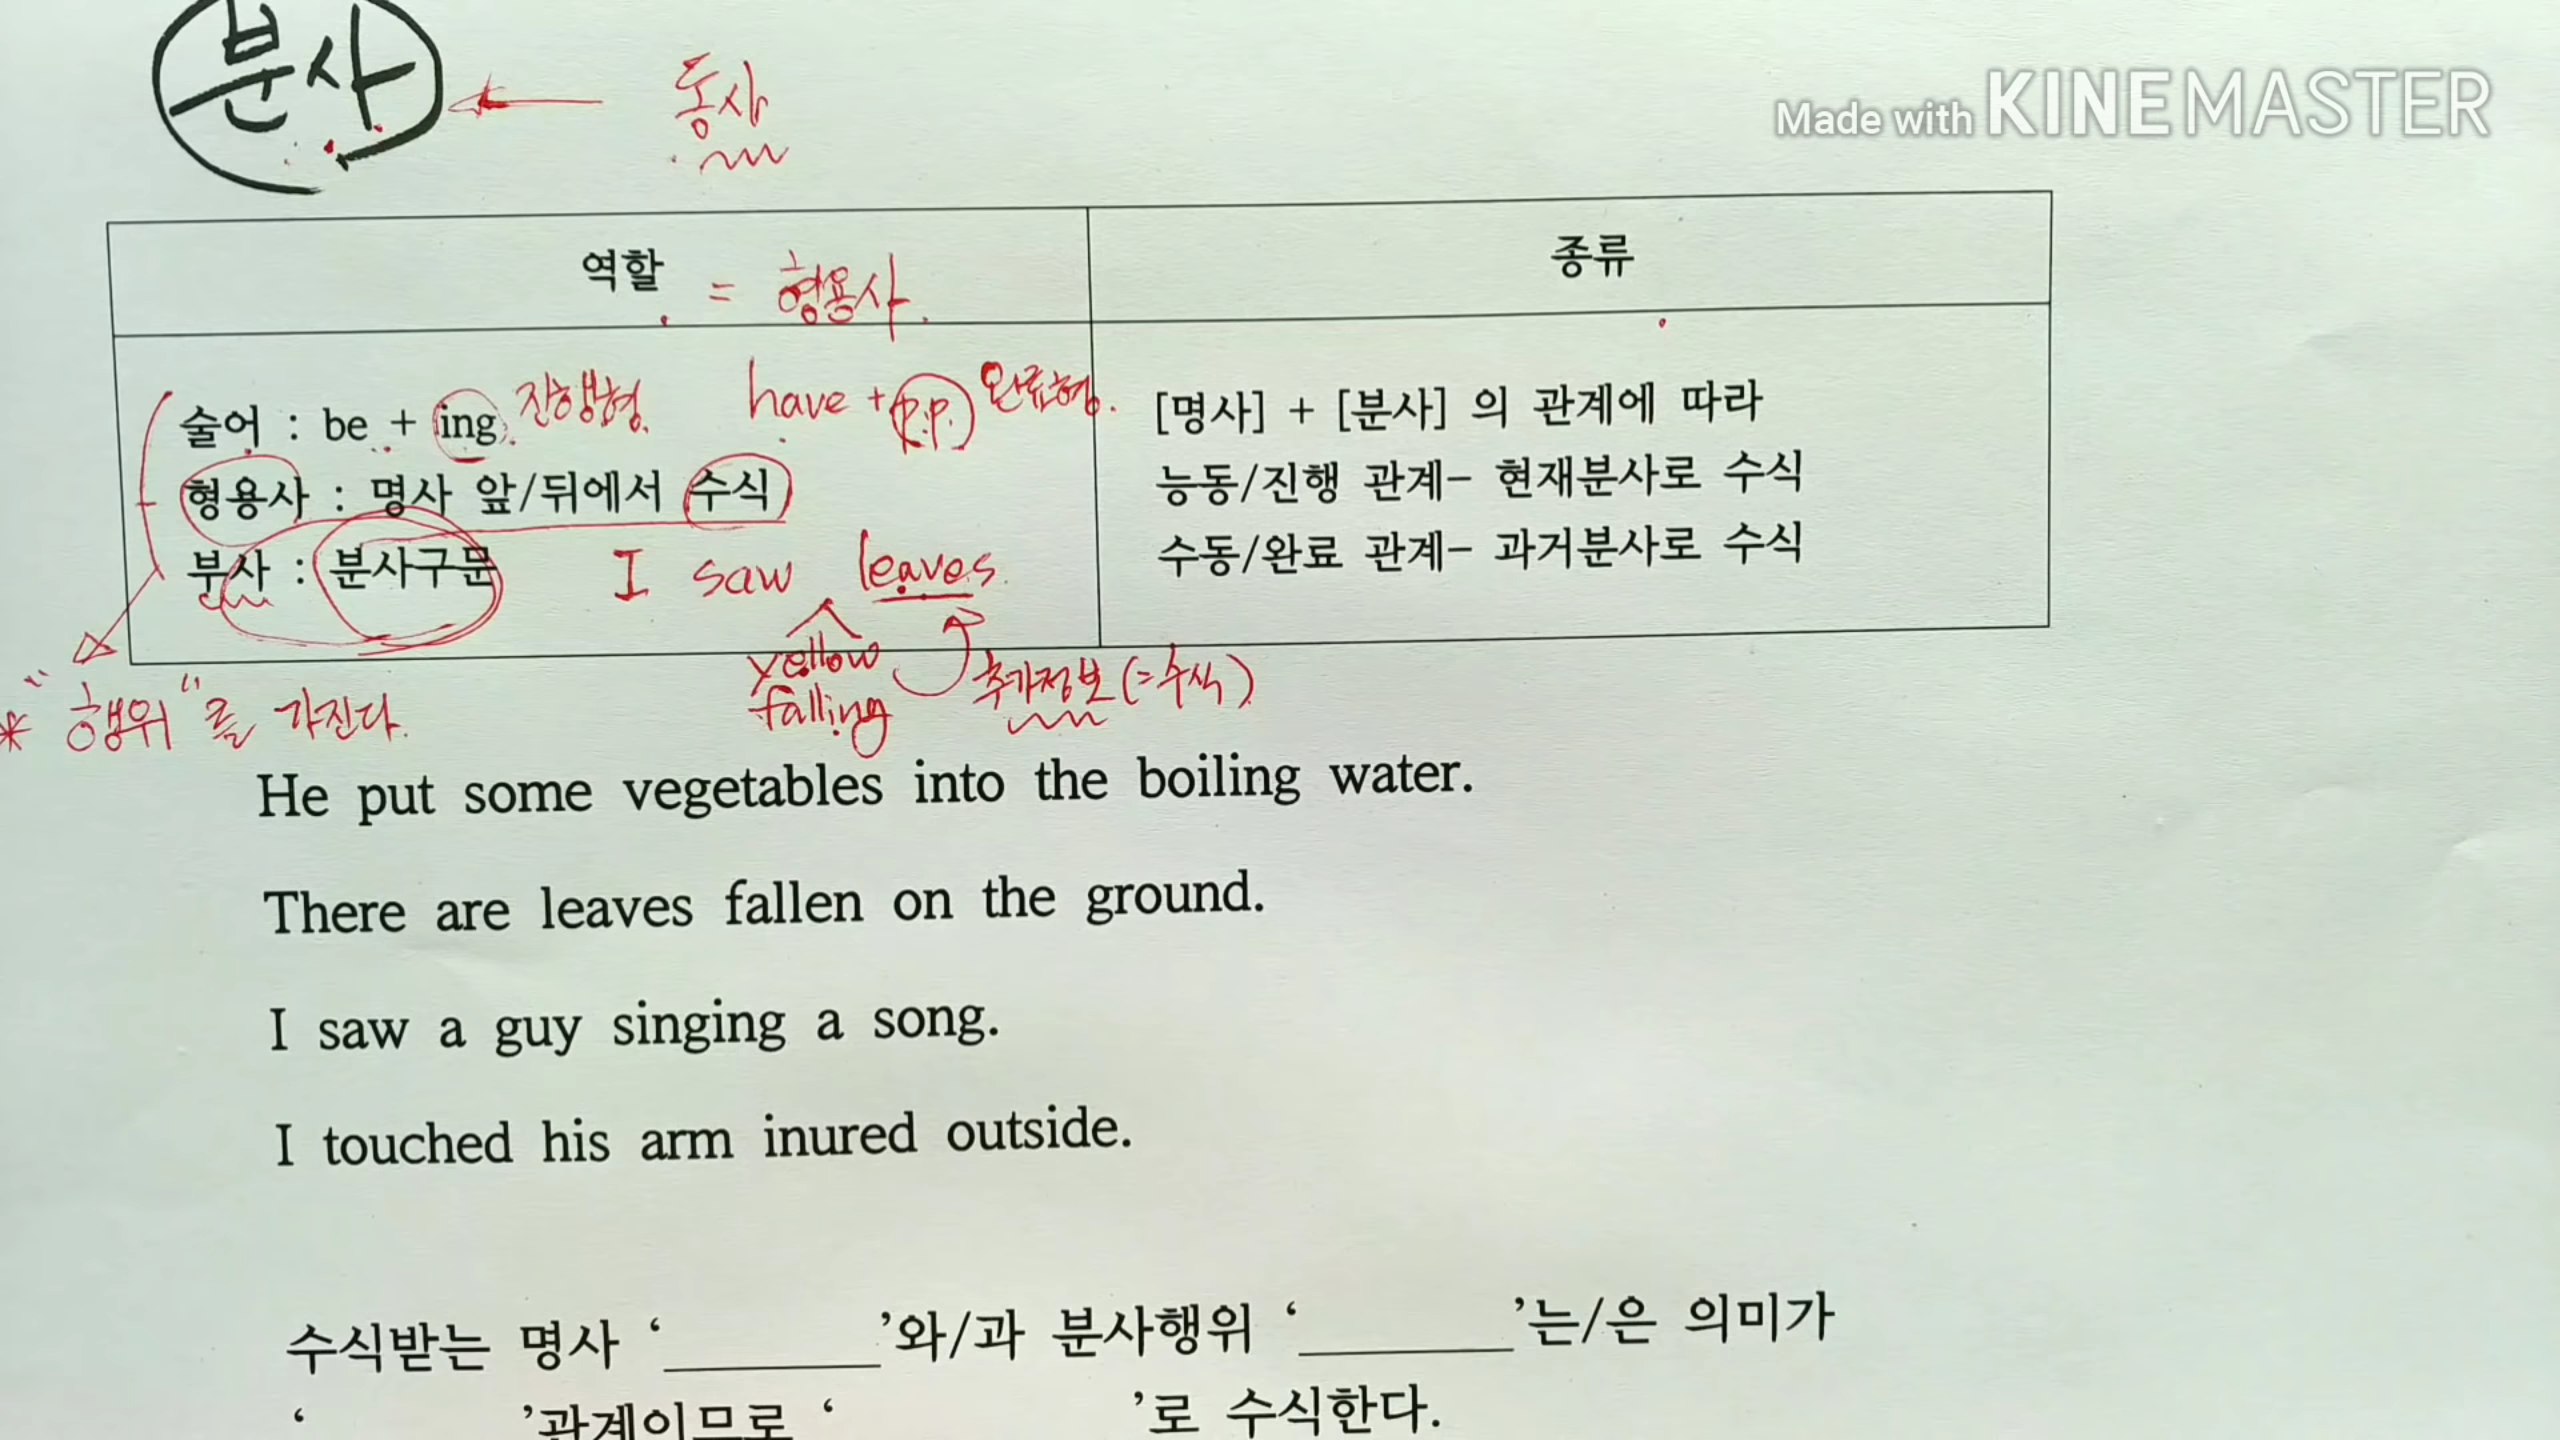 분사
동사
Made with KINEMASTER
역할 = 형용사.
종류
술어 : be + ing 진행형. have + p.p. 완료형.
형용사 : 명사 앞/뒤에서 수식
부사 : 분사구문 I saw leaves.
yellow
falling 추가정보 (=수식)
* "행위"를 가진다.
[명사] + [분사] 의 관계에 따라
능동/진행 관계- 현재분사로 수식
수동/완료 관계- 과거분사로 수식
He put some vegetables into the boiling water.
There are leaves fallen on the ground.
I saw a guy singing a song.
I touched his arm inured outside.
수식받는 명사 ‘________’와/과 분사행위 ‘________’는/은 의미가
‘ ’관계이므로 ‘ ’로 수식한다.